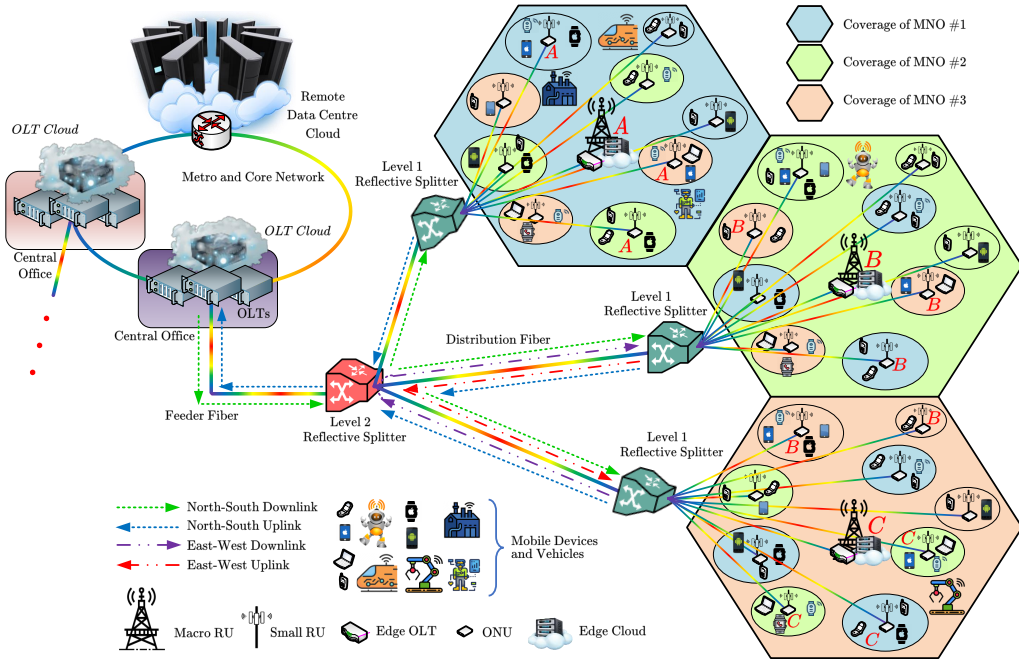 Coverage of MNO #1
Coverage of MNO #2
Coverage of MNO #3
OLT Cloud
Remote
Data Centre
Cloud
Metro and Core Network
Level 1
Reflective Splitter
A
A
A
A
OLT Cloud
Central
Office
OLTs
Central Office
Feeder Fiber
Level 2
Reflective Splitter
Distribution Fiber
Level 1
Reflective Splitter
B
B
B
B
Level 1
Reflective Splitter
B
B
C
C
C
C
North-South Downlink
North-South Uplink
East-West Downlink
East-West Uplink
Mobile Devices
and Vehicles
Macro RU
Small RU
Edge OLT
ONU
Edge Cloud